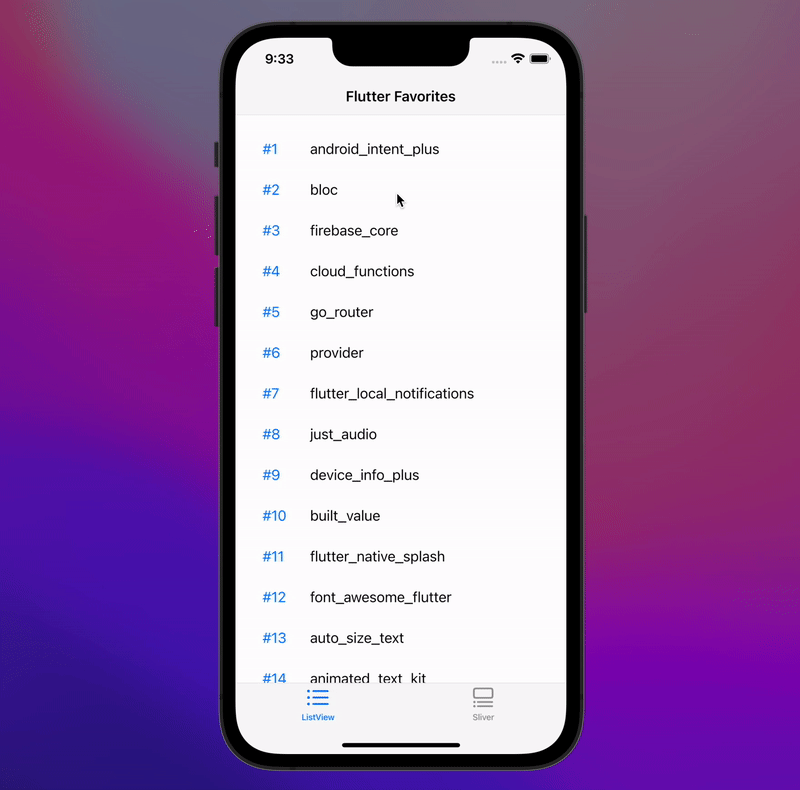 9:33
Flutter Favorites
#1 android_intent_plus
#2 bloc
#3 firebase_core
#4 cloud_functions
#5 go_router
#6 provider
#7 flutter_local_notifications
#8 just_audio
#9 device_info_plus
#10 built_value
#11 flutter_native_splash
#12 font_awesome_flutter
#13 auto_size_text
#14 animated_text_kit
ListView Sliver